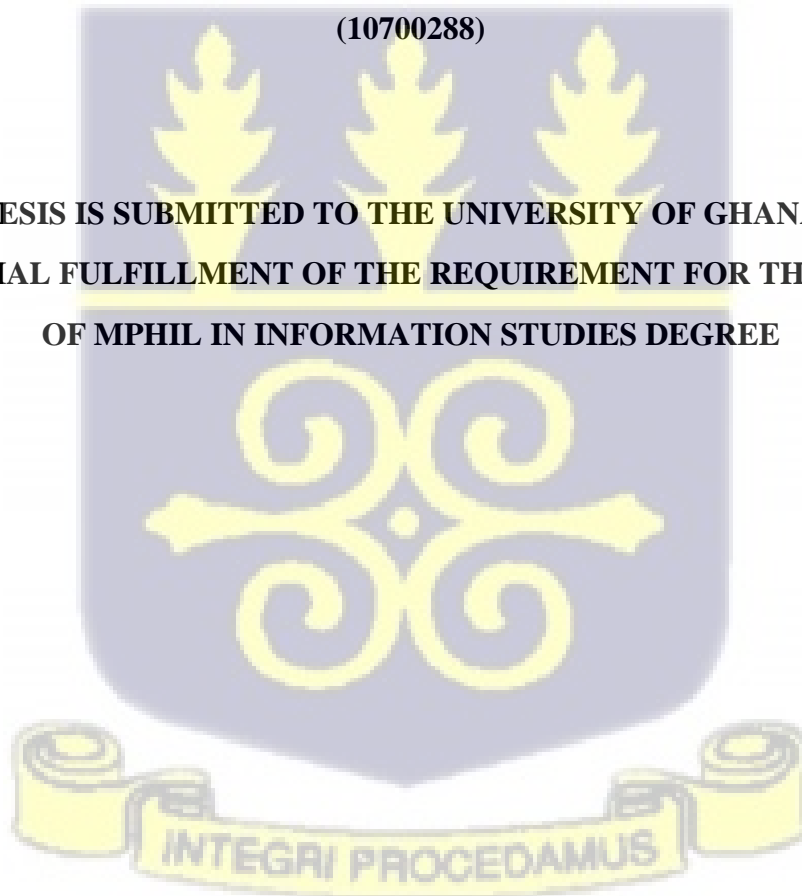 (10700288)
ESIS IS SUBMITTED TO THE UNIVERSITY OF GHANA
IAL FULFILLMENT OF THE REQUIREMENT FOR TH
OF MPHIL IN INFORMATION STUDIES DEGREE
INTEGRI PROCEDAMUS